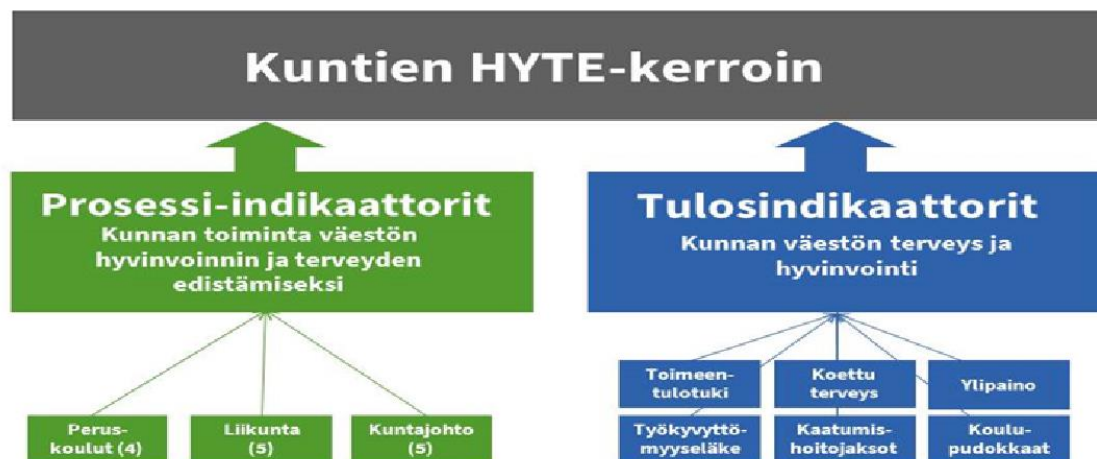 Kuntien HYTE-kerroin
Prosessi-indikaattorit
Kunnan toiminta väestön
hyvinvoinnin ja terveyden
edistämiseksi
Tulosindikaattorit
Kunnan väestön terveys ja
hyvinvointi
Perus-
koulut (4)
Liikunta
(5)
Kuntajohto
(5)
Toimeen-
tulotuki
Koettu
terveys
Ylipaino
Työkyvyttö-
myyseläke
Kaatumis-
hoitojaksot
Koulu-
pudokkaat